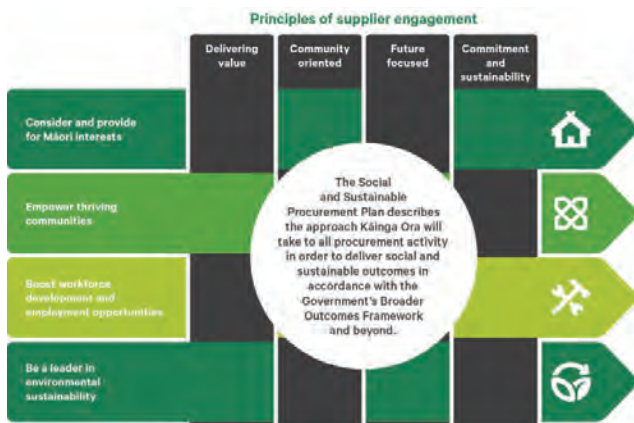 Principles of supplier engagement
Delivering
value
Community
oriented
Future
focused
Commitment
and
sustainability
Consider and provide
for Māori interests
Empower thriving
communities
Boost workforce
development and
employment opportunities
Be a leader in
environmental
sustainability
The Social
and Sustainable
Procurement Plan describes
the approach Kāinga Ora will
take to all procurement activity
in order to deliver social and
sustainable outcomes in
accordance with the
Government's Broader
Outcomes Framework
and beyond.